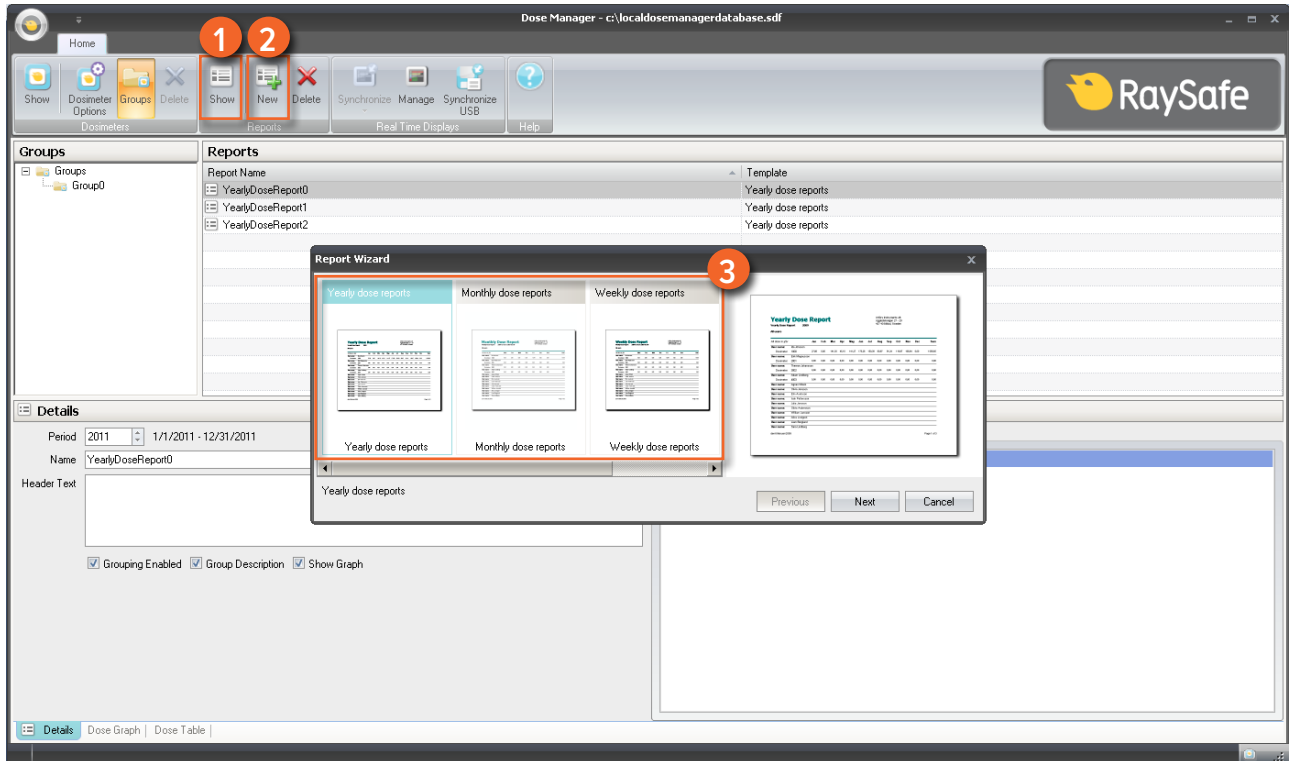 Dose Manager - c:\localdosemanagerdatabase.sdf
Home
1 2
Show Dosimeter Options Groups Delete Show New Delete Synchronize Manage Synchronize USB
Dosimeters Reports Real Time Displays Help
RaySafe
Groups
Groups
Group0
Reports
Report Name Template
YearlyDoseReport0 Yearly dose reports
YearlyDoseReport1 Yearly dose reports
YearlyDoseReport2 Yearly dose reports
Report Wizard
3
Yearly dose reports Monthly dose reports Weekly dose reports
Yearly Dose Report
Yearly dose reports Monthly dose reports Weekly dose reports
Yearly dose reports
Previous Next Cancel
Details
Period 2011 1/1/2011 - 12/31/2011
Name YearlyDoseReport0
Header Text
Grouping Enabled Group Description Show Graph
Details Dose Graph Dose Table